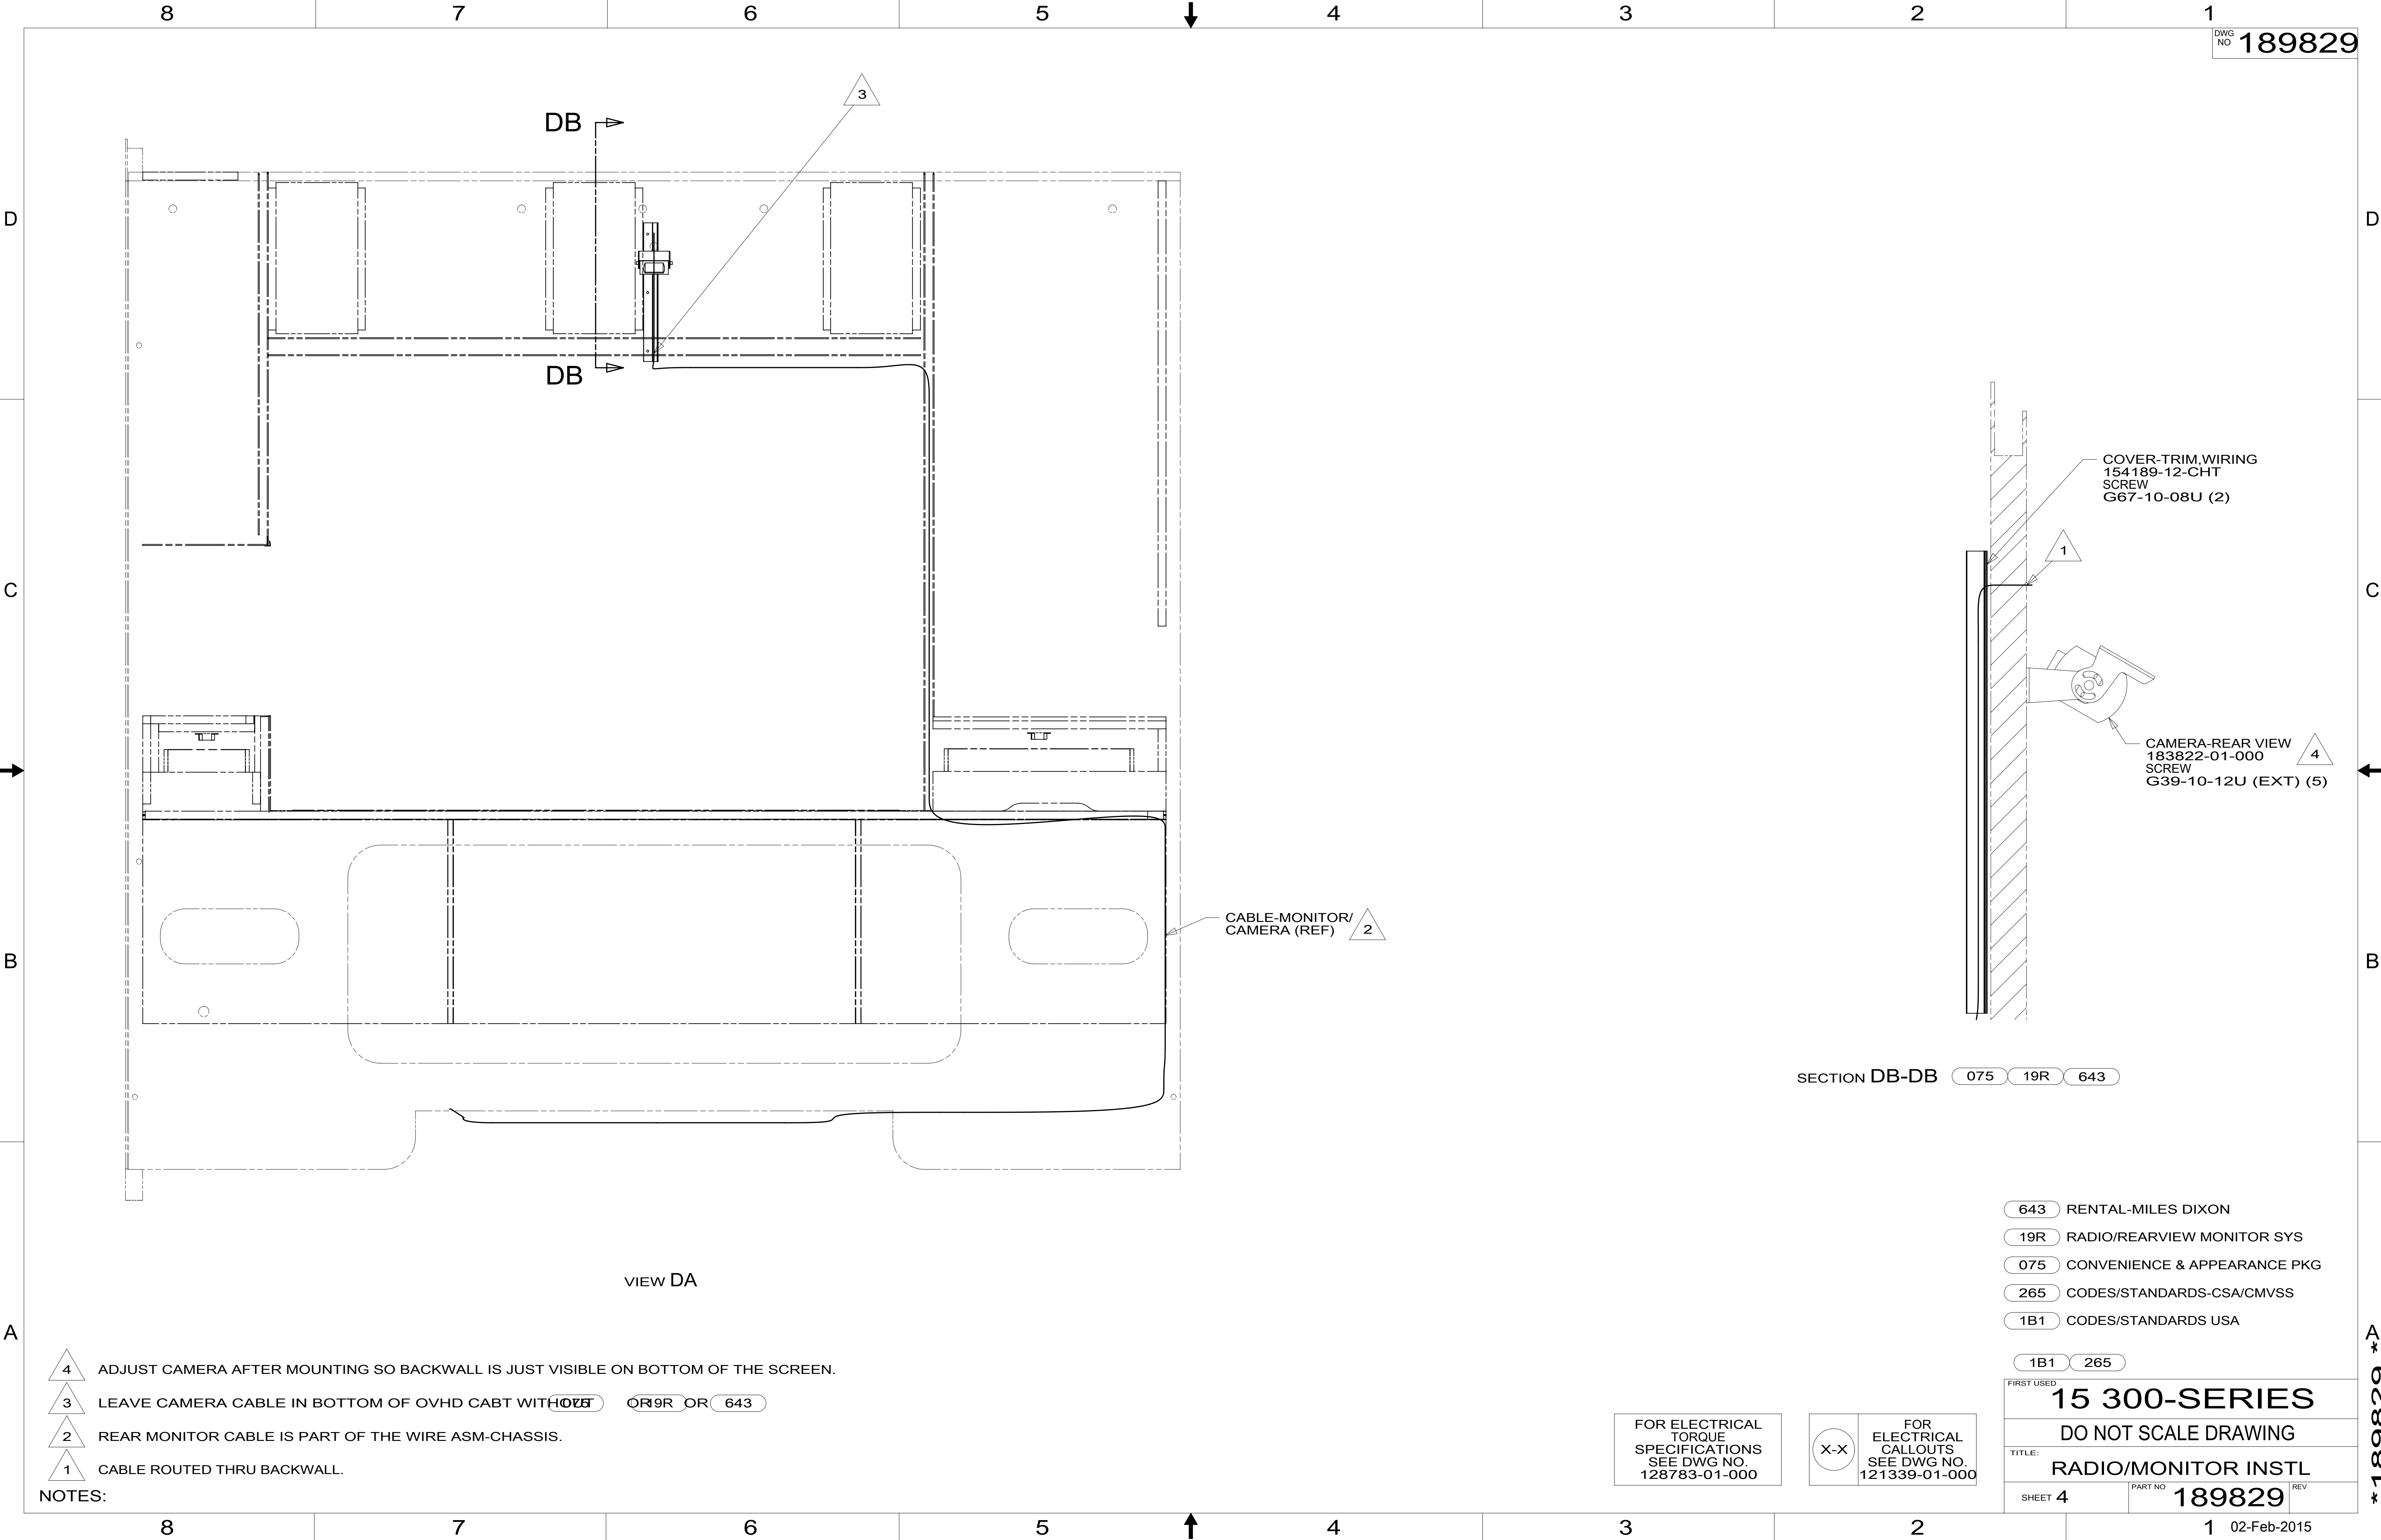 8 7 6 5 4 3 2 1
DWG
NO 189829
3
DB
DB
D
D
C
C
B
B
A
A
COVER-TRIM,WIRING
154189-12-CHT
SCREW
G67-10-08U (2)
1
CAMERA-REAR VIEW
183822-01-000
SCREW
G39-10-12U (EXT) (5)
4
CABLE-MONITOR/
CAMERA (REF)
2
SECTION DB-DB 075 19R 643
VIEW DA
643 RENTAL-MILES DIXON
19R RADIO/REARVIEW MONITOR SYS
075 CONVENIENCE & APPEARANCE PKG
265 CODES/STANDARDS-CSA/CMVSS
1B1 CODES/STANDARDS USA
1B1 265
4 ADJUST CAMERA AFTER MOUNTING SO BACKWALL IS JUST VISIBLE ON BOTTOM OF THE SCREEN.
3 LEAVE CAMERA CABLE IN BOTTOM OF OVHD CABT WITHOUT 075 OR 19R OR 643
2 REAR MONITOR CABLE IS PART OF THE WIRE ASM-CHASSIS.
1 CABLE ROUTED THRU BACKWALL.
NOTES:
FOR ELECTRICAL
TORQUE
SPECIFICATIONS
SEE DWG NO.
128783-01-000
X-X
FOR
ELECTRICAL
CALLOUTS
SEE DWG NO.
121339-01-000
FIRST USED
15 300-SERIES
DO NOT SCALE DRAWING
TITLE:
RADIO/MONITOR INSTL
SHEET 4
PART NO 189829
REV
*189829*
8 7 6 5 4 3 2 1
02-Feb-2015